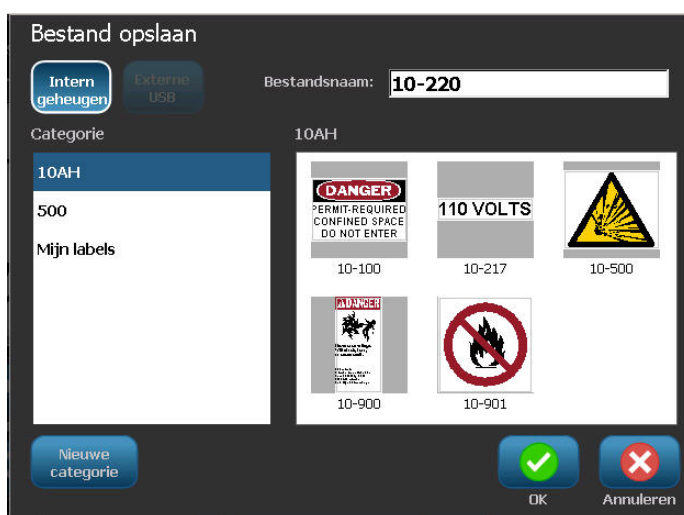 Bestand opslaan
Intern
geheugen
Externe
USB
Bestandsnaam: 10-220
Categorie
10AH
10AH
500
Mijn labels
DANGER
PERMIT-REQUIRED
CONFINED SPACE
DO NOT ENTER
110 VOLTS
10-100
10-217
10-500
DANGER
10-900
10-901
Nieuwe
categorie
OK
Annuleren